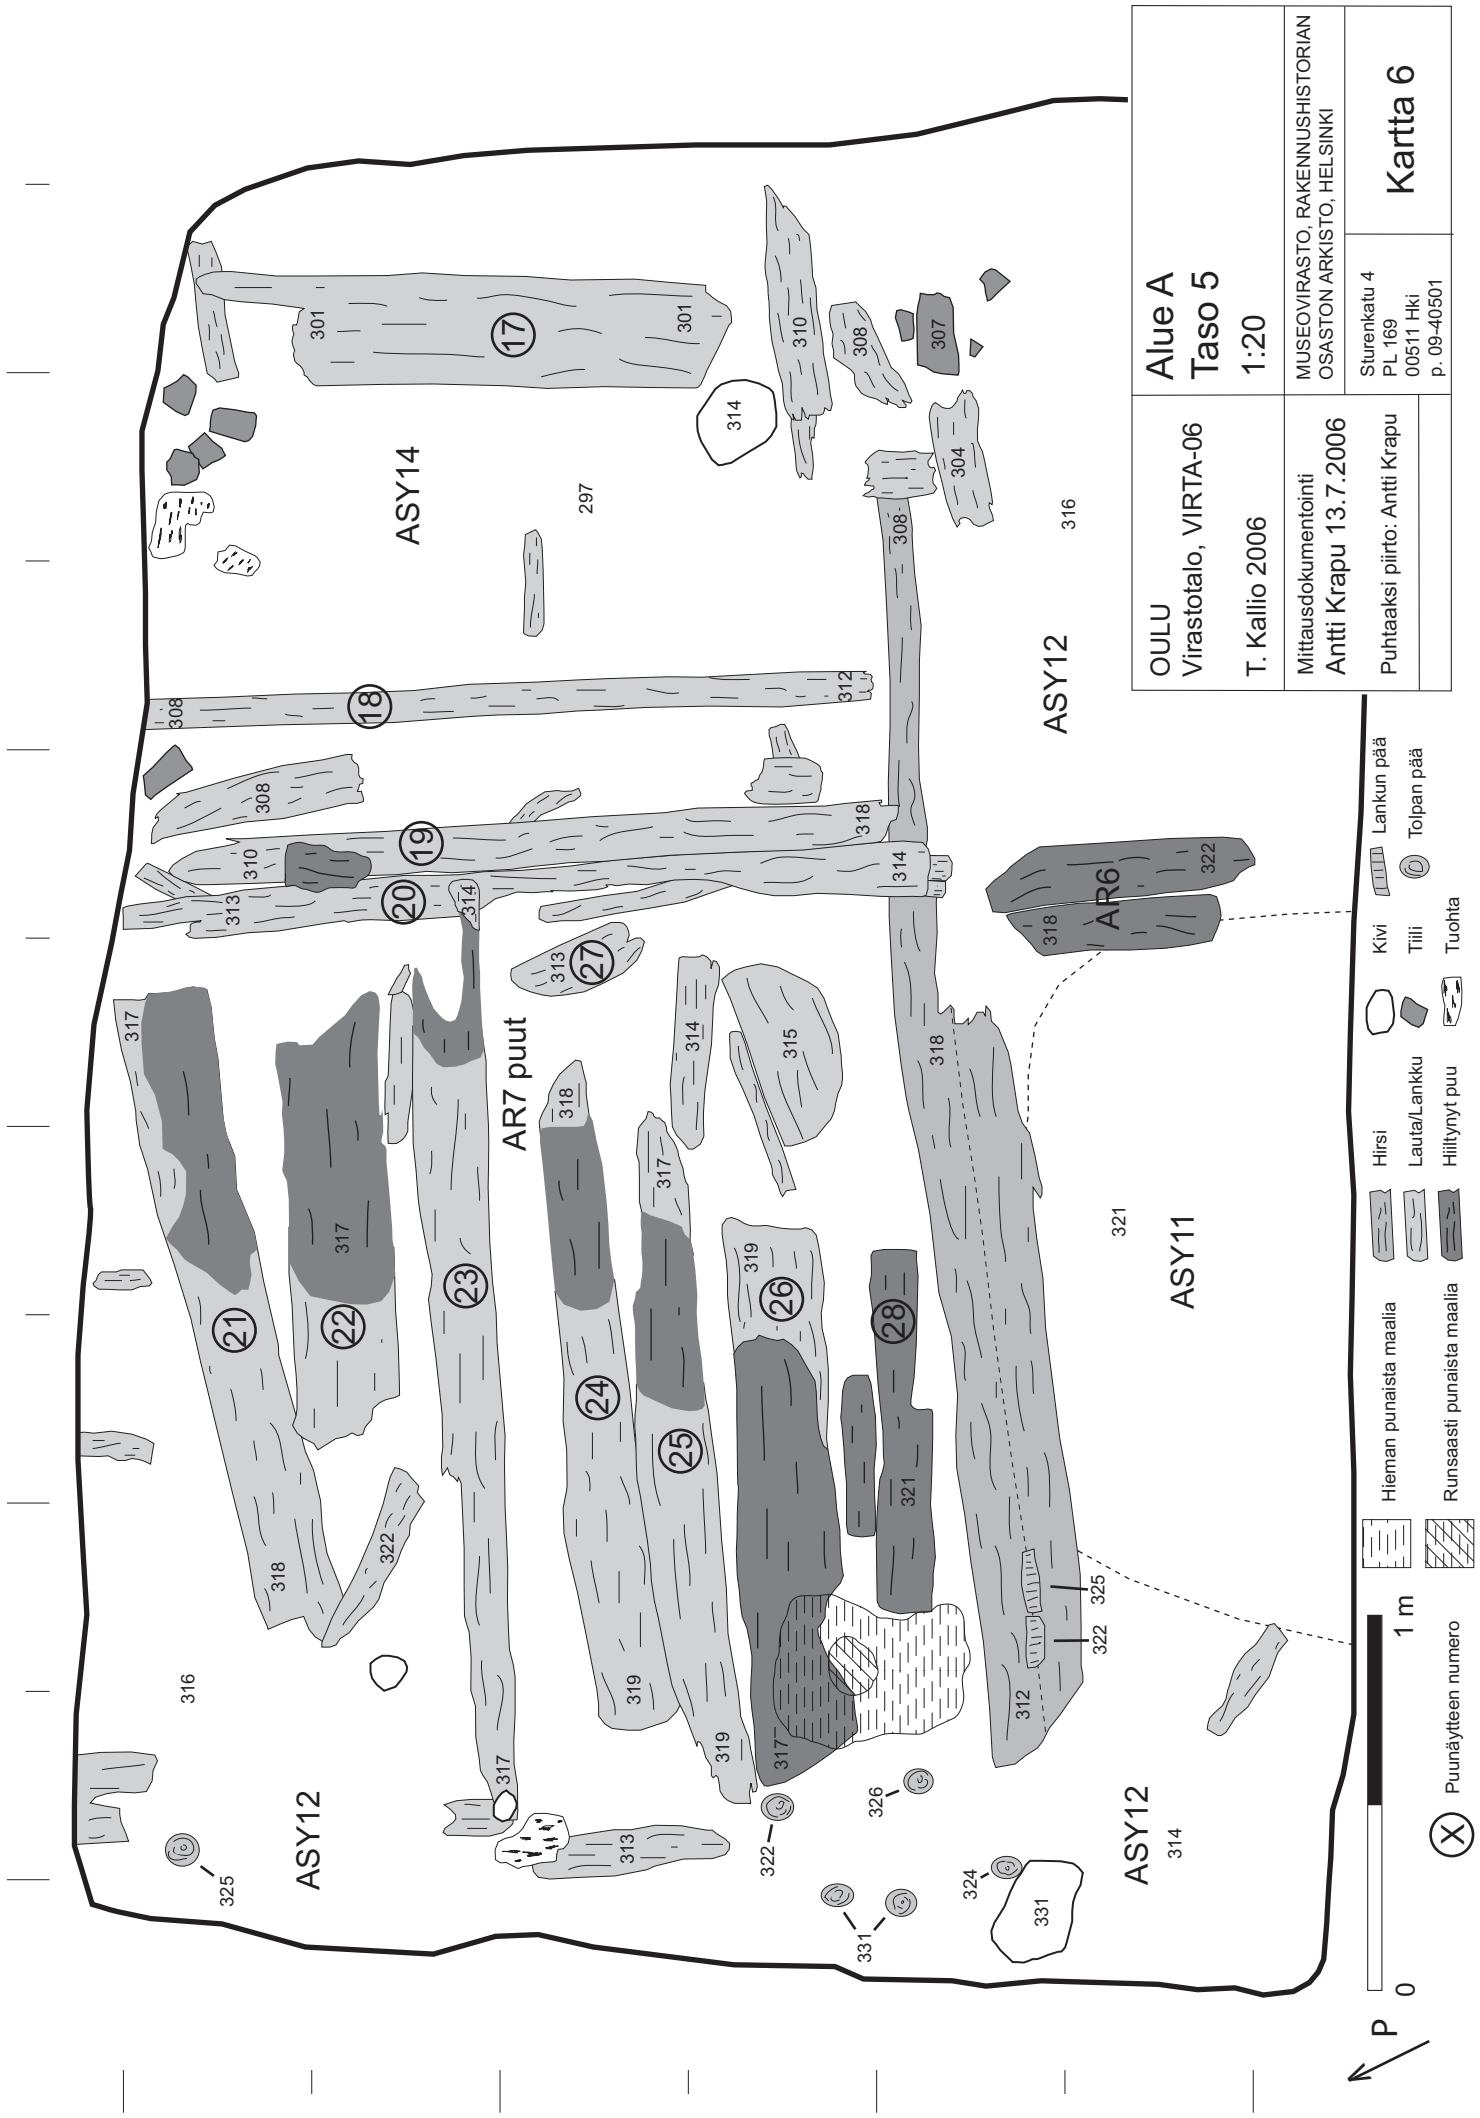 308
310
313
308
18
19
20
301
17
301
ASY14
297
314
310
308
307
304
308
316
312
318
314
314
ASY12
317
21
318
317
22
322
23
317
AR7 puut
313
27
318
24
319
317
25
319
314
315
319
26
317
28
321
318
312
322
325
AR6
318
322
321
ASY11
316
ASY12
325
313
322
326
331
324
331
ASY12
314
P
0
1 m
X Puunäytteen numero
Hieman punaista maalia
Runsaasti punaista maalia
Hirsi
Lauta/Lankku
Hiiltynyt puu
Kivi
Tiili
Tuohta
Lankun pää
Tolpan pää
OULU
Virastotalo, VIRTA-06
T. Kallio 2006
Alue A
Taso 5
1:20
Mittausdokumentointi
Antti Krapu 13.7.2006
MUSEOVIRASTO, RAKENNUSHISTORIAN
OSASTON ARKISTO, HELSINKI
Puhtaaksi piirto: Antti Krapu
Sturenkatu 4
PL 169
00511 Hki
p. 09-40501
Kartta 6